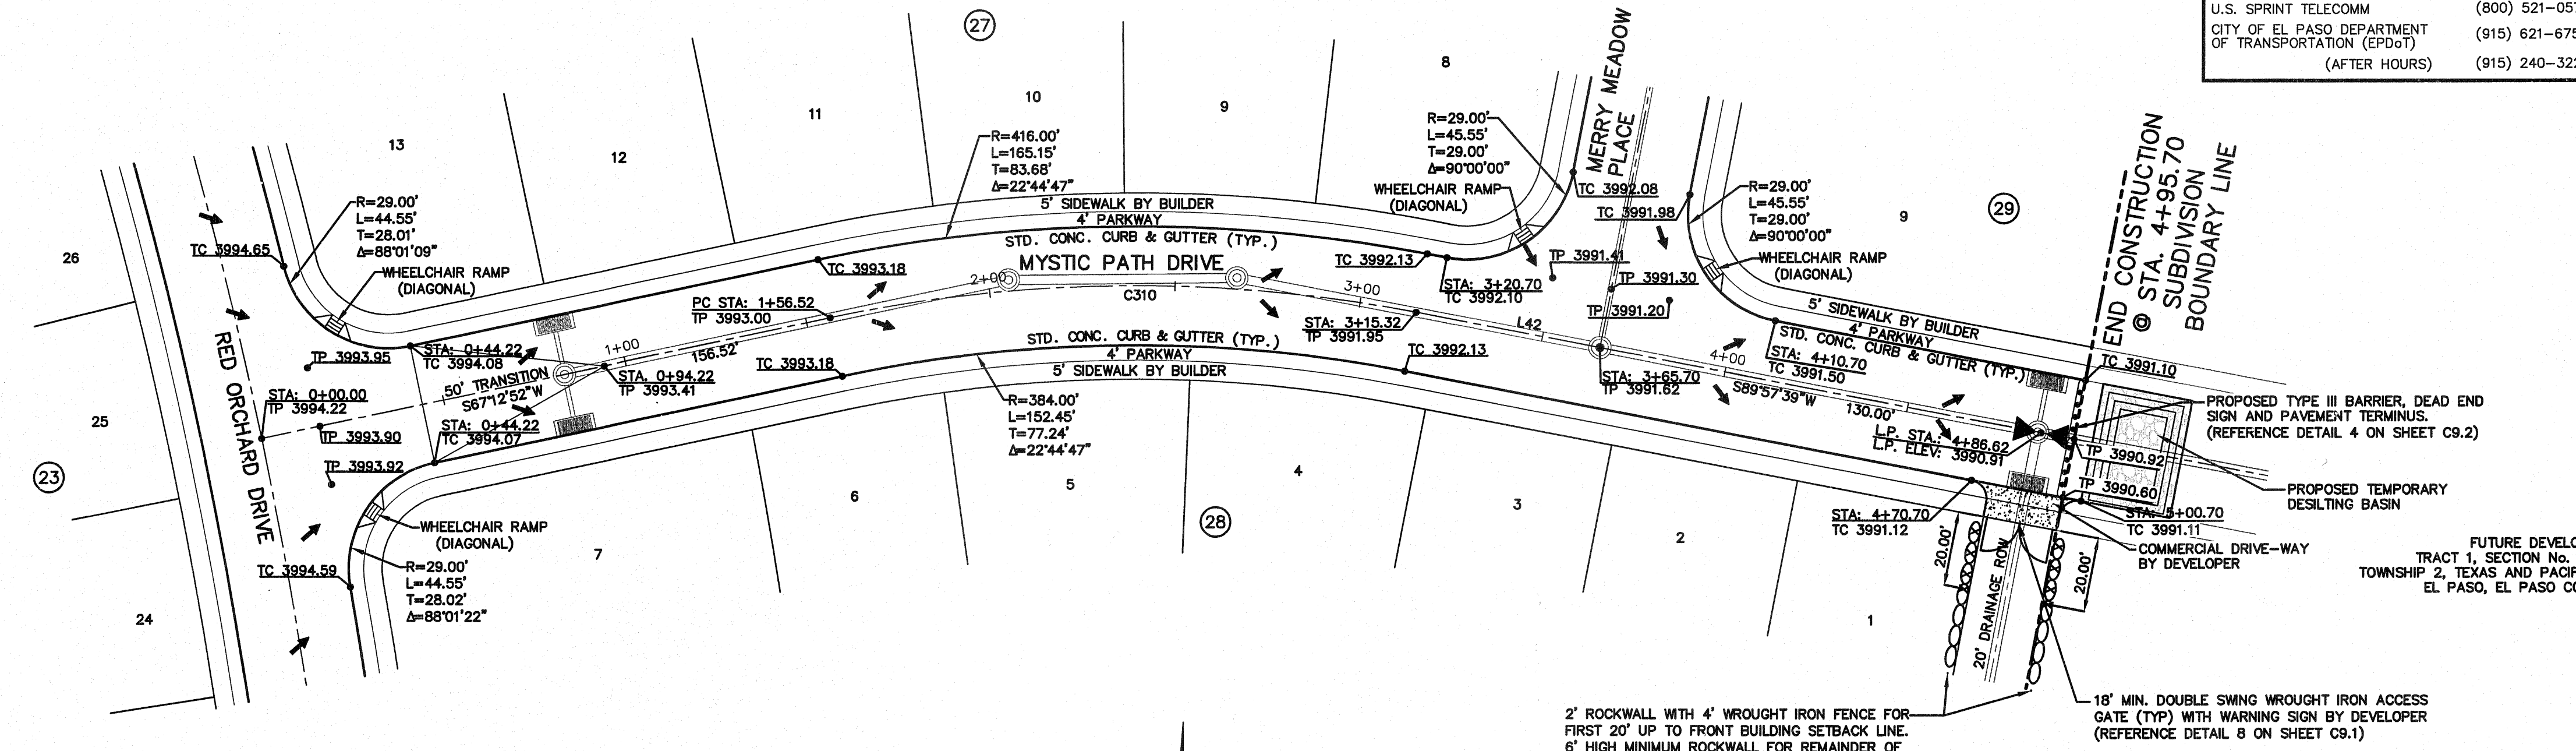 U.S. SPRINT TELECOMM
CITY OF EL PASO DEPARTMENT
(915) 621-675
OF TRANSPORTATION (EPDoT)
(AFTER HOURS)
(915) 240-322
27
8
11
10
9
13
12
R=416.00'
L=165.15'
T=83.68'
Δ=22°44'47"
R=29.00'
L=45.55'
T=29.00'
Δ=90°00'00"
MERRY MEADOW
PLACE
WHEELCHAIR RAMP
(DIAGONAL)
TC 3992.08
TC 3991.98
R=29.00'
L=45.55'
T=29.00'
Δ=90°00'00"
WHEELCHAIR RAMP
(DIAGONAL)
9
29
END CONSTRUCTION
@ STA. 4+95.70
SUBDIVISION
BOUNDARY LINE
R=29.00'
L=44.55'
T=28.01'
Δ=88°01'09"
WHEELCHAIR RAMP
(DIAGONAL)
TC 3994.65
26
25
24
23
5' SIDEWALK BY BUILDER
4' PARKWAY
STD. CONC. CURB & GUTTER (TYP.)
MYSTIC PATH DRIVE
TC 3993.18
TC 3992.13
STA: 3+20.70
TC 3992.10
TP 3991.41
TP 3991.30
TP 3991.20
2+00
C310
3+00
PC STA: 1+56.52
TP 3993.00
STA: 3+15.32
TP 3991.95
L42
5' SIDEWALK BY BUILDER
4' PARKWAY
STD. CONC. CURB & GUTTER (TYP.)
STD. CONC. CURB & GUTTER (TYP.)
4' PARKWAY
5' SIDEWALK BY BUILDER
RED ORCHARD DRIVE
TP 3993.95
STA: 0+44.22
TC 3994.08
1+00
156.52'
TC 3993.18
TC 3992.13
50' TRANSITION
S67°12'52"W
STA. 0+94.22
TP 3993.41
STA: 0+00.00
TP 3994.22
STA: 0+44.22
TC 3994.07
TP 3993.90
TP 3993.92
STA: 3+65.70
TP 3991.62
4+00
STA: 4+10.70
TC 3991.50
TC 3991.10
S89°57'39"W
130.00'
L.P. STA.: 4+86.62
L.P. ELEV: 3990.91
R=384.00'
L=152.45'
T=77.24'
Δ=22°44'47"
PROPOSED TYPE III BARRIER, DEAD END
SIGN AND PAVEMENT TERMINUS.
(REFERENCE DETAIL 4 ON SHEET C9.2)
TP 3990.92
TP 3990.60
PROPOSED TEMPORARY
DESILTING BASIN
STA: 5+00.70
TC 3991.11
STA: 4+70.70
TC 3991.12
COMMERCIAL DRIVE-WAY
BY DEVELOPER
20.00'
20.00'
20' DRAINAGE ROW
WHEELCHAIR RAMP
(DIAGONAL)
TC 3994.59
R=29.00'
L=44.55'
T=28.02'
Δ=88°01'22"
7
6
5
4
3
2
1
28
FUTURE DEVELO
TRACT 1, SECTION No.
TOWNSHIP 2, TEXAS AND PACIF
EL PASO, EL PASO CO
2' ROCKWALL WITH 4' WROUGHT IRON FENCE FOR
FIRST 20' UP TO FRONT BUILDING SETBACK LINE.
6' HIGH MINIMUM ROCKWALL FOR REMAINDER OF
18' MIN. DOUBLE SWING WROUGHT IRON ACCESS
GATE (TYP) WITH WARNING SIGN BY DEVELOPER
(REFERENCE DETAIL 8 ON SHEET C9.1)